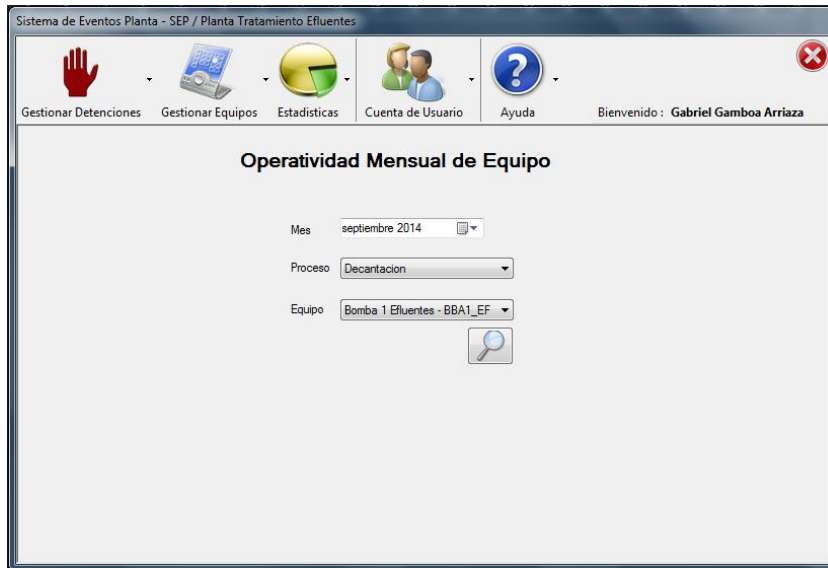 Sistema de Eventos Planta - SEP / Planta Tratamiento Efluentes
Gestionar Detenciones
Gestionar Equipos
Estadisticas
Cuenta de Usuario
Ayuda
Bienvenido : Gabriel Gamboa Arriaza
Operatividad Mensual de Equipo
Mes septiembre 2014
Proceso Decantacion
Equipo Bomba 1 Efluentes - BBA1_EF